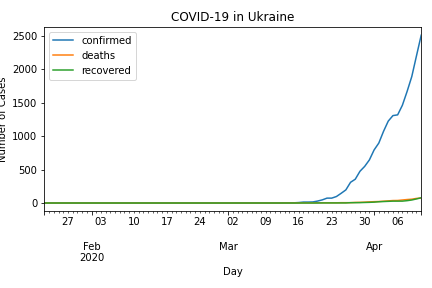 COVID-19 in Ukraine
confirmed
deaths
recovered
2500
2000
1500
1000
500
0
Number of Cases
27 03 10 17 24 02 09 16 23 30 06
Feb Mar Apr
2020
Day